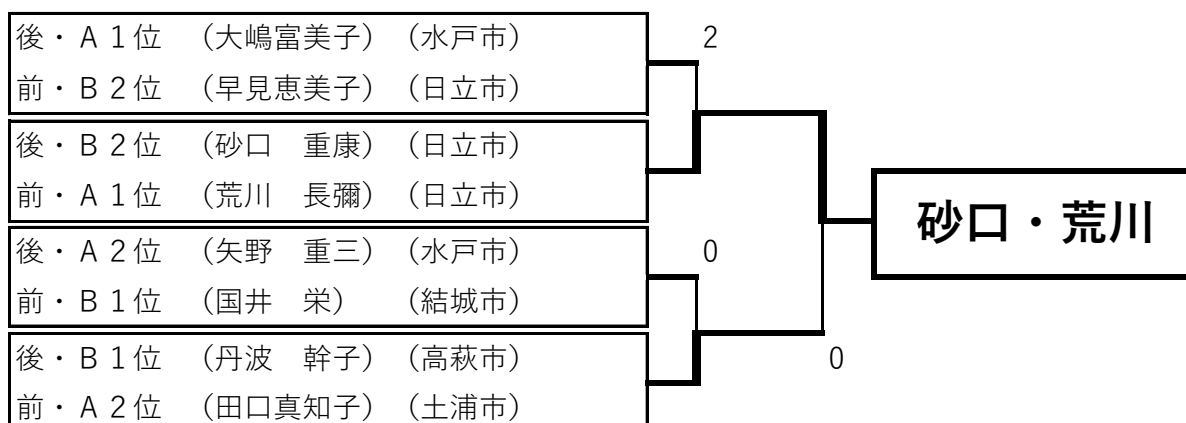 後・A１位　（大嶋富美子）（水戸市）　2
前・B２位　（早見恵美子）（日立市）
後・B２位　（砂口　重康）（日立市）
前・A１位　（荒川　長彌）（日立市）
砂口・荒川
後・A２位　（矢野　重三）（水戸市）　0
前・B１位　（国井　栄）　（結城市）
後・B１位　（丹波　幹子）（高萩市）　0
前・A２位　（田口真知子）（土浦市）